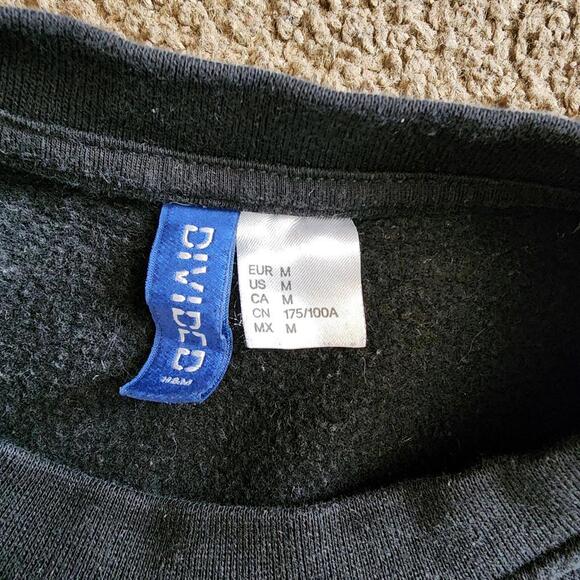 DIVIDED
H&M
EUR M
US M
CA M
CN 175/100A
MX M